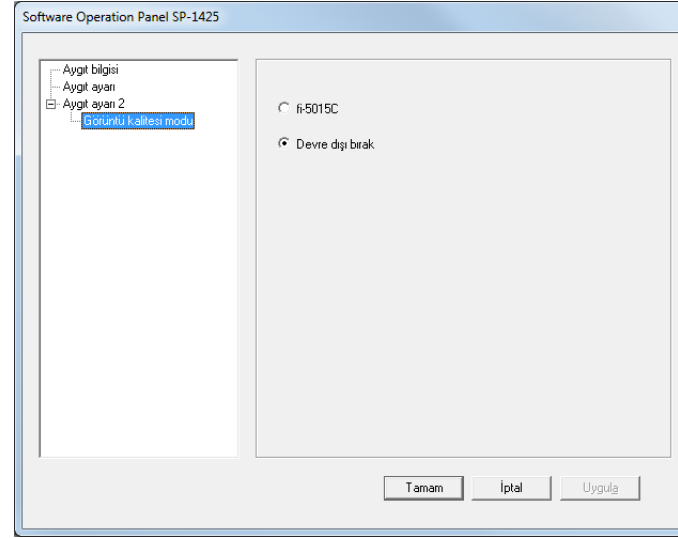 Software Operation Panel SP-1425
Aygıt bilgisi
Aygıt ayarı
Aygıt ayarı 2
Görüntü kalitesi modu
fi-5015C
Devre dışı bırak
Tamam
İptal
Uygula